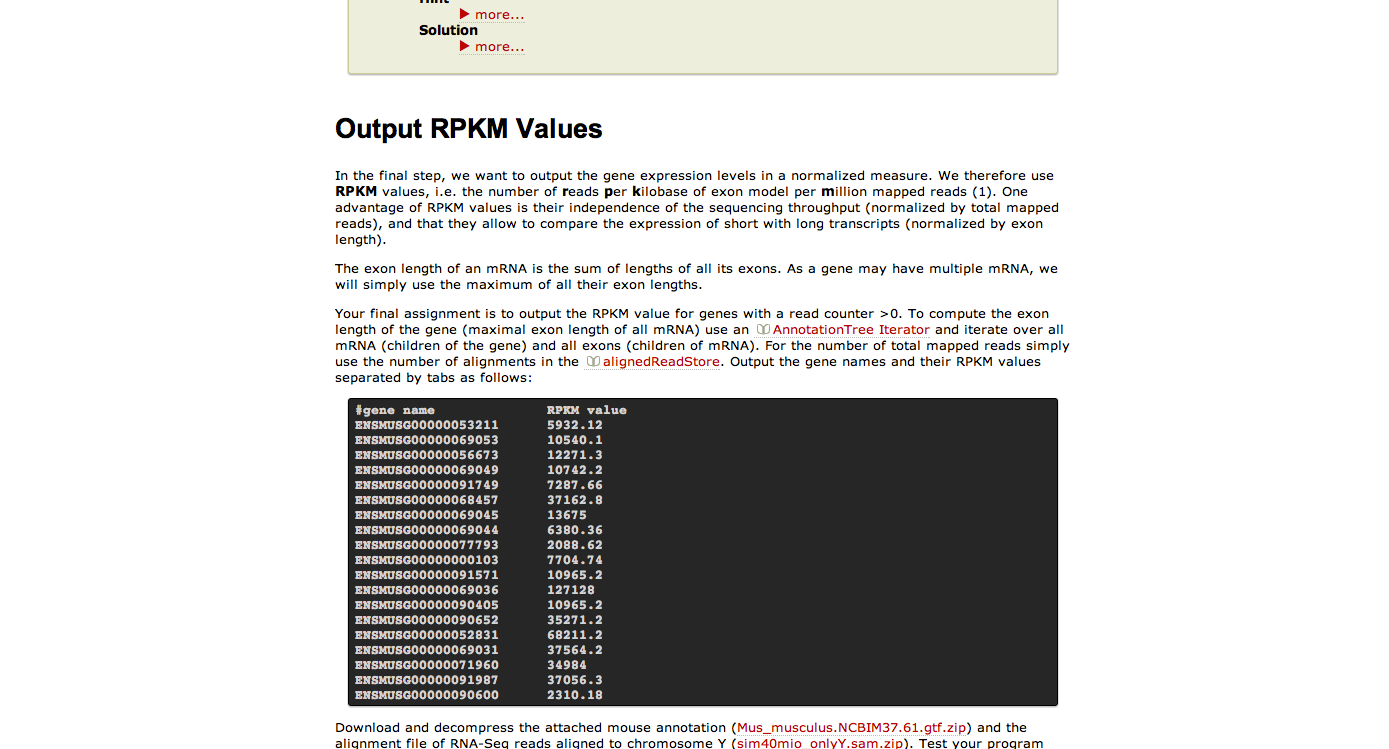 Hint
▶ more...
Solution
▶ more...
Output RPKM Values
In the final step, we want to output the gene expression levels in a normalized measure. We therefore use
RPKM values, i.e. the number of reads per kilobase of exon model per million mapped reads (1). One
advantage of RPKM values is their independence of the sequencing throughput (normalized by total mapped
reads), and that they allow to compare the expression of short with long transcripts (normalized by exon
length).
The exon length of an mRNA is the sum of lengths of all its exons. As a gene may have multiple mRNA, we
will simply use the maximum of all their exon lengths.
Your final assignment is to output the RPKM value for genes with a read counter >0. To compute the exon
length of the gene (maximal exon length of all mRNA) use an AnnotationTree Iterator and iterate over all
mRNA (children of the gene) and all exons (children of mRNA). For the number of total mapped reads simply
use the number of alignments in the alignedReadStore. Output the gene names and their RPKM values
separated by tabs as follows:
#gene name RPKM value
ENSMUSG00000053211 5932.12
ENSMUSG00000069053 10540.1
ENSMUSG00000056673 12271.3
ENSMUSG00000069049 10742.2
ENSMUSG00000091749 7287.66
ENSMUSG00000068457 37162.8
ENSMUSG00000069045 13675
ENSMUSG00000069044 6380.36
ENSMUSG00000077793 2088.62
ENSMUSG00000000103 7704.74
ENSMUSG00000091571 10965.2
ENSMUSG00000069036 127128
ENSMUSG00000090405 10965.2
ENSMUSG00000090652 35271.2
ENSMUSG00000052831 68211.2
ENSMUSG00000069031 37564.2
ENSMUSG00000071960 34984
ENSMUSG00000091987 37056.3
ENSMUSG00000090600 2310.18
Download and decompress the attached mouse annotation (Mus_musculus.NCBIM37.61.gtf.zip) and the
alignment file of RNA-Seq reads aligned to chromosome Y (sim40mio_onlyY.sam.zip). Test your program